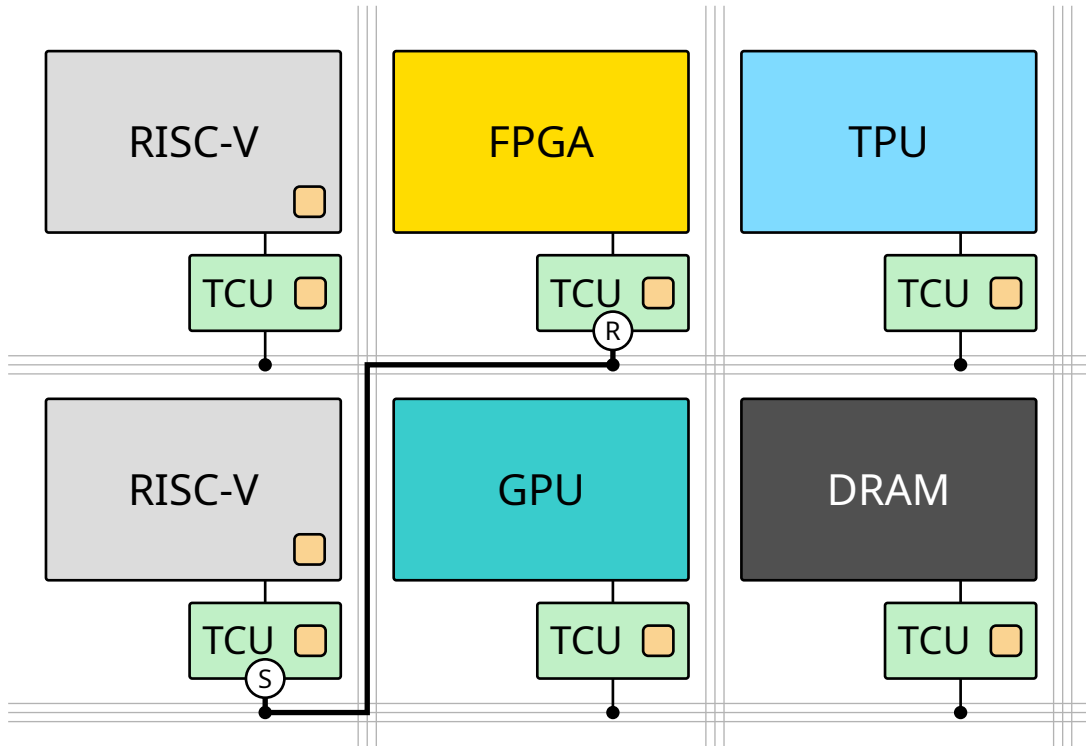 RISC-V
FPGA
TPU
TCU
TCU
TCU
R
RISC-V
GPU
DRAM
TCU
TCU
TCU
S